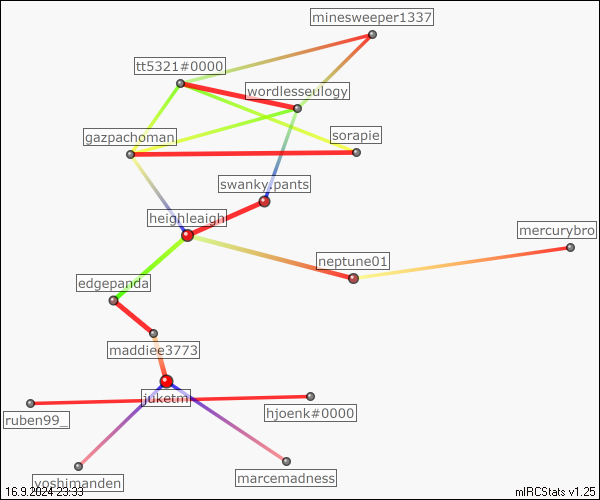 minesweeper1337
tt5321#0000
wordlesseulogy
gazpachoman
sorapie
swanky.pants
heighleaigh
mercurybro
neptune01
edgepanda
maddiee3773
juketm
ruben99_
hjoenk#0000
yoshimanden
marcemadness
16.9.2024 23:33
mIRCStats v1.25